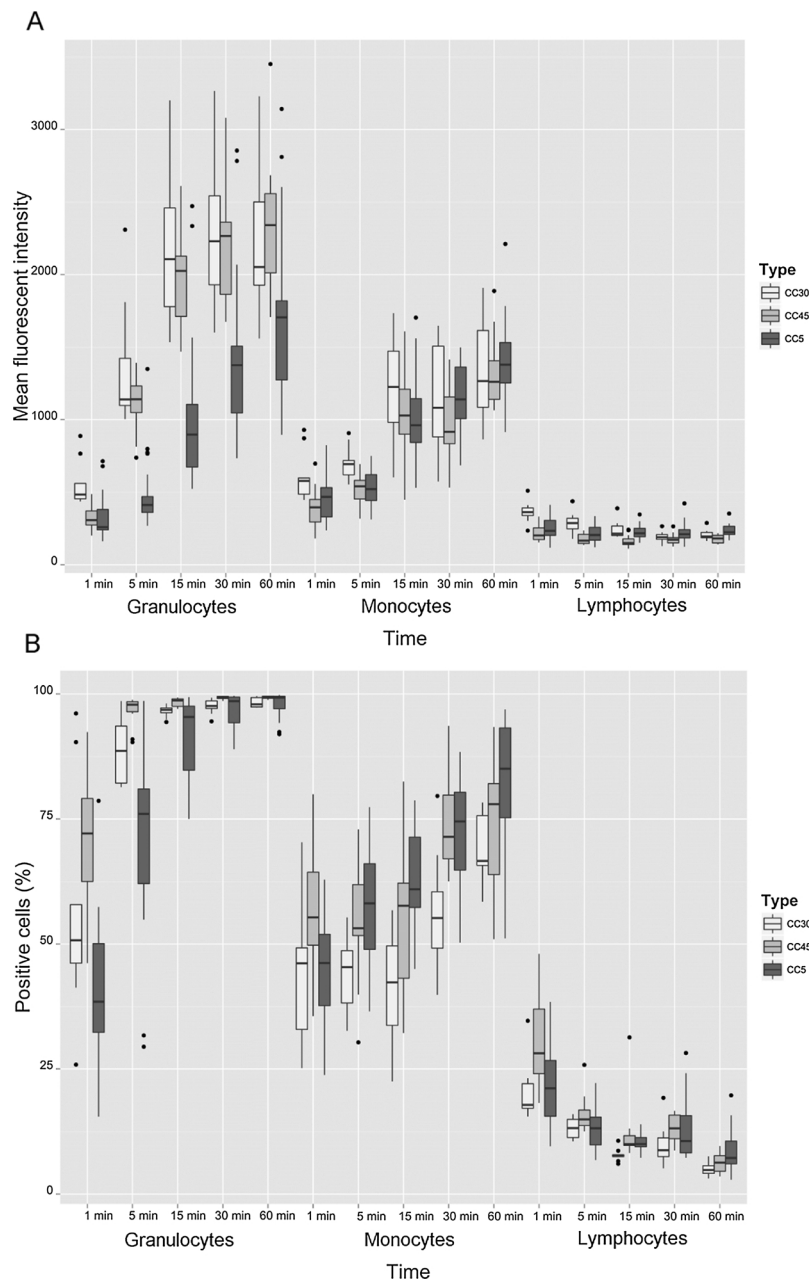 A
Mean fluorescent intensity
3000
2000
1000
0
1 min 5 min 15 min 30 min 60 min 1 min 5 min 15 min 30 min 60 min 1 min 5 min 15 min 30 min 60 min
Granulocytes Monocytes Lymphocytes
Time
Type
CC30
CC45
CC5
B
Positive cells (%)
100
75
50
25
0
1 min 5 min 15 min 30 min 60 min 1 min 5 min 15 min 30 min 60 min 1 min 5 min 15 min 30 min 60 min
Granulocytes Monocytes Lymphocytes
Time
Type
CC30
CC45
CC5